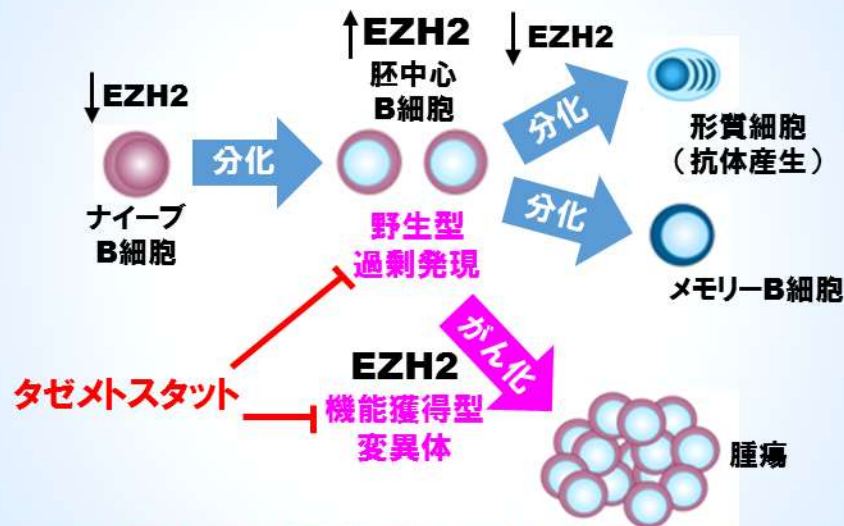 ↑EZH2
胚中心
B細胞
↓EZH2
↓EZH2
ナイーブ
B細胞
分化
分化
分化
形質細胞
(抗体産生)
メモリーB細胞
野生型
過剰発現
がん化
タゼメトスタット
EZH2
機能獲得型
変異体
腫瘍